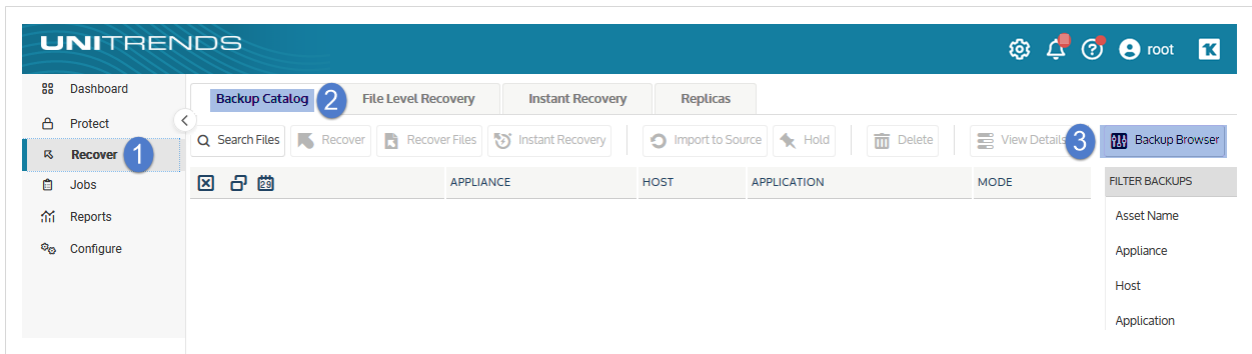 UNITRENDS
root
Dashboard
Protect
Recover 1
Jobs
Reports
Configure
Backup Catalog 2 File Level Recovery Instant Recovery Replicas
Search Files Recover Recover Files Instant Recovery Import to Source Hold Delete View Details 3 Backup Browser
29 APPLIANCE HOST APPLICATION MODE FILTER BACKUPS
Asset Name
Appliance
Host
Application